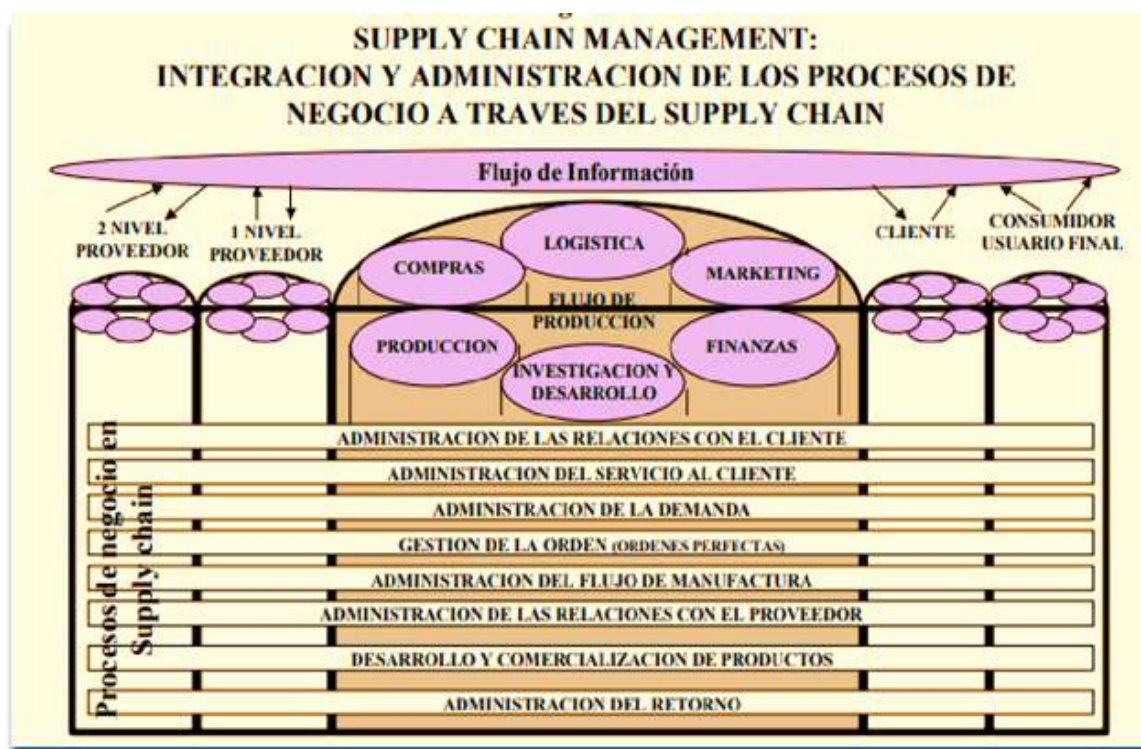 SUPPLY CHAIN MANAGEMENT:
INTEGRACION Y ADMINISTRACION DE LOS PROCESOS DE
NEGOCIO A TRAVES DEL SUPPLY CHAIN
Flujo de Información
2 NIVEL
PROVEEDOR
1 NIVEL
PROVEEDOR
CLIENTE
CONSUMIDOR
USUARIO FINAL
LOGISTICA
COMPRAS
MARKETING
FLUJO DE
PRODUCCION
PRODUCCION
FINANZAS
INVESTIGACION Y
DESARROLLO
Procesos de negocio en
Supply chain
ADMINISTRACION DE LAS RELACIONES CON EL CLIENTE
ADMINISTRACION DEL SERVICIO AL CLIENTE
ADMINISTRACION DE LA DEMANDA
GESTION DE LA ORDEN (ORDENES PERFECTAS)
ADMINISTRACION DEL FLUJO DE MANUFACTURA
ADMINISTRACION DE LAS RELACIONES CON EL PROVEEDOR
DESARROLLO Y COMERCIALIZACION DE PRODUCTOS
ADMINISTRACION DEL RETORNO